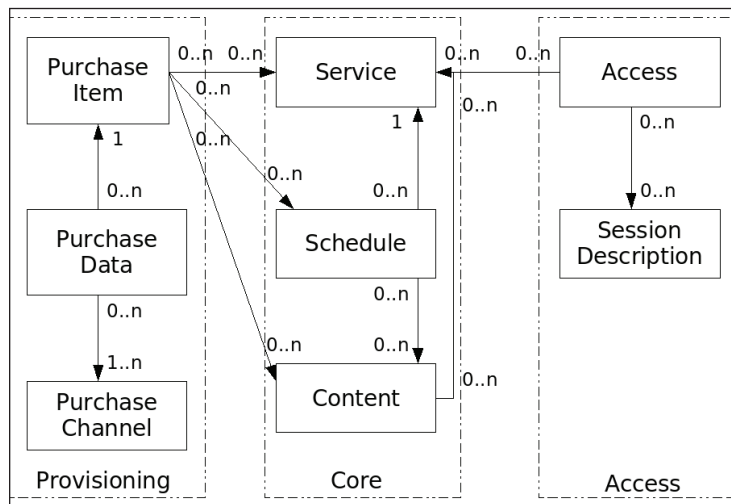 Purchase
Item
0..n
0..n
Service
0..n
0..n
Access
0..n
0..n
0..n
1
1
0..n
0..n
0..n
0..n
0..n
Purchase
Data
Schedule
Session
Description
0..n
0..n
0..n
0..n
1..n
0..n
Purchase
Channel
Content
Provisioning
Core
Access